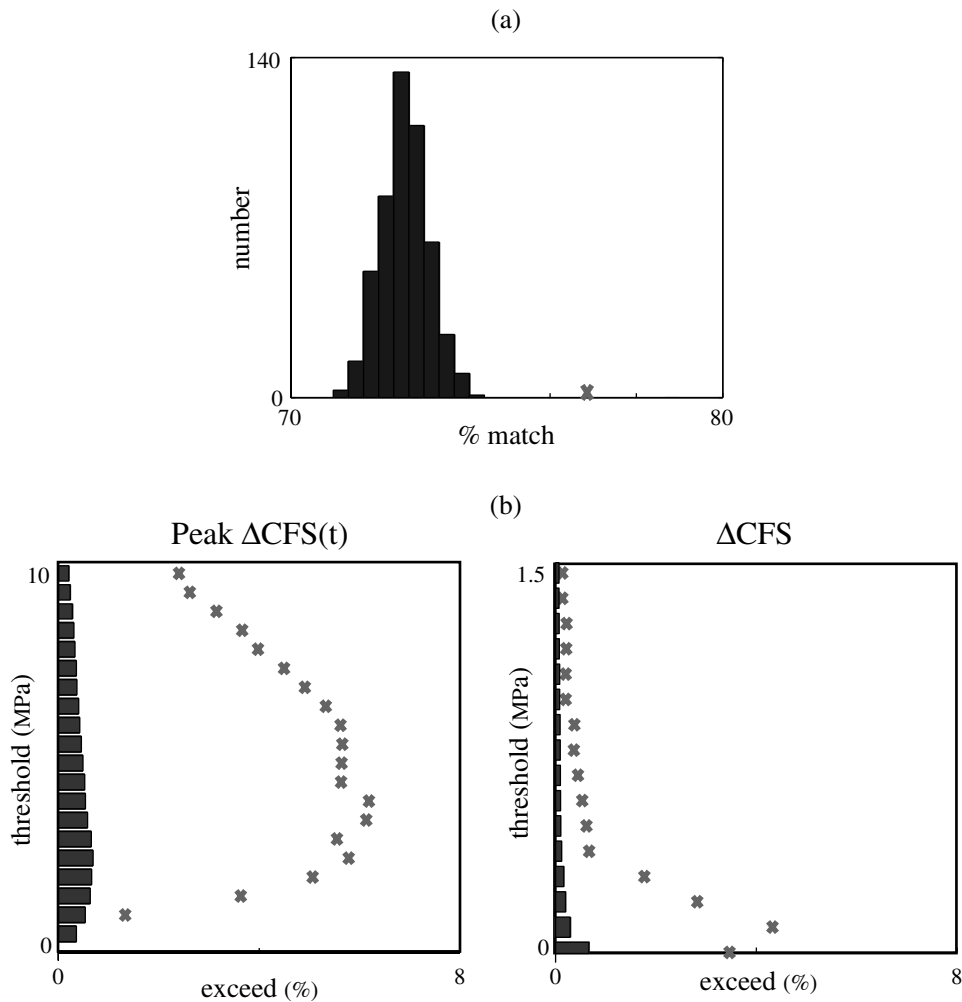 (a)
140
number
0
70
80
% match
(b)
Peak ΔCFS(t)
10
threshold (MPa)
0
0
8
exceed (%)
ΔCFS
1.5
threshold (MPa)
0
0
8
exceed (%)